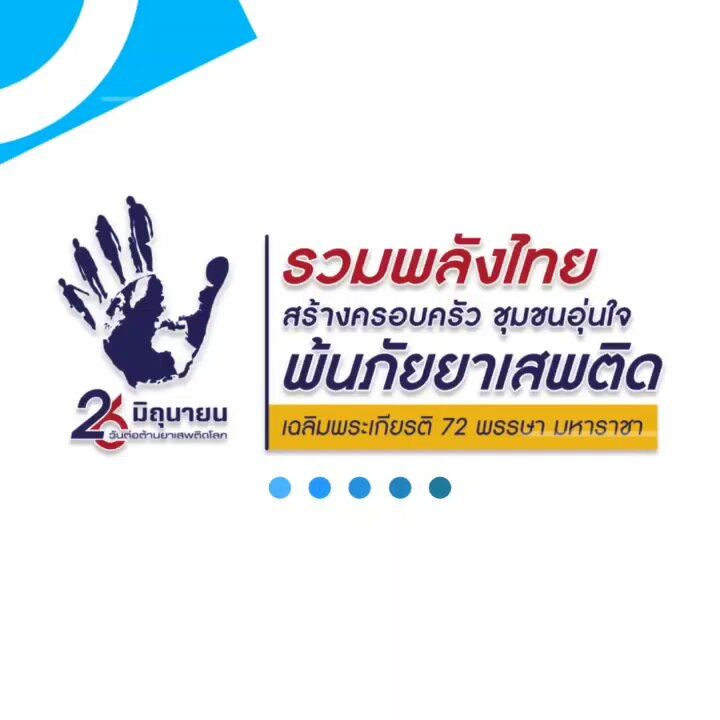 26 มิถุนายน
วันต่อต้านยาเสพติดโลก
รวมพลังไทย
สร้างครอบครัว ชุมชนอุ่นใจ
พ้นภัยยาเสพติด
เฉลิมพระเกียรติ 72 พรรษา มหาราชา